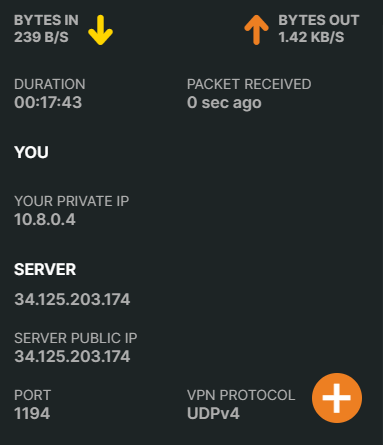 BYTES IN
239 B/S
BYTES OUT
1.42 KB/S
DURATION
00:17:43
PACKET RECEIVED
0 sec ago
YOU
YOUR PRIVATE IP
10.8.0.4
SERVER
34.125.203.174
SERVER PUBLIC IP
34.125.203.174
PORT
1194
VPN PROTOCOL
UDPv4